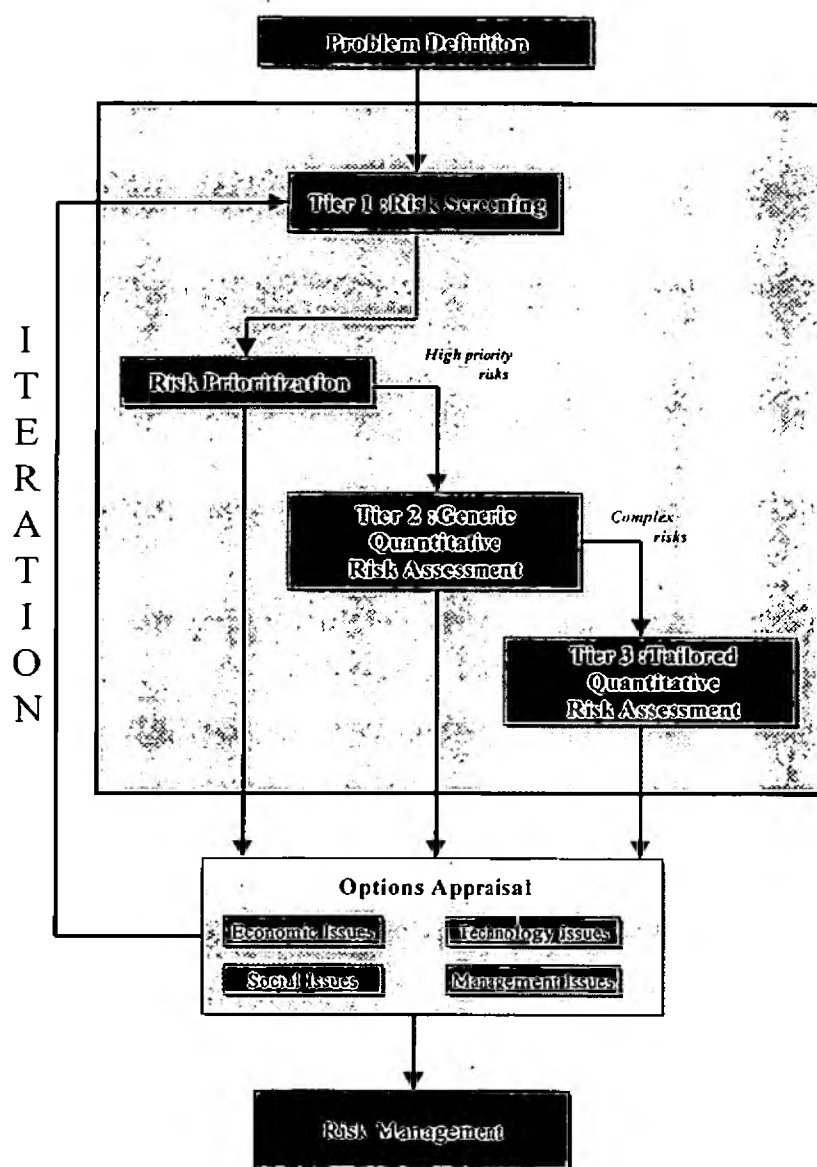 Problem Definition
Tier 1 :Risk Screening
Risk Prioritization
High priority
risks
Tier 2 :Generic
Quantitative
Risk Assessment
Complex
risks
Tier 3 :Tailored
Quantitative
Risk Assessment
ITERATION
Options Appraisal
Economic Issues
Technology Issues
Social Issues
Management Issues
Risk Management